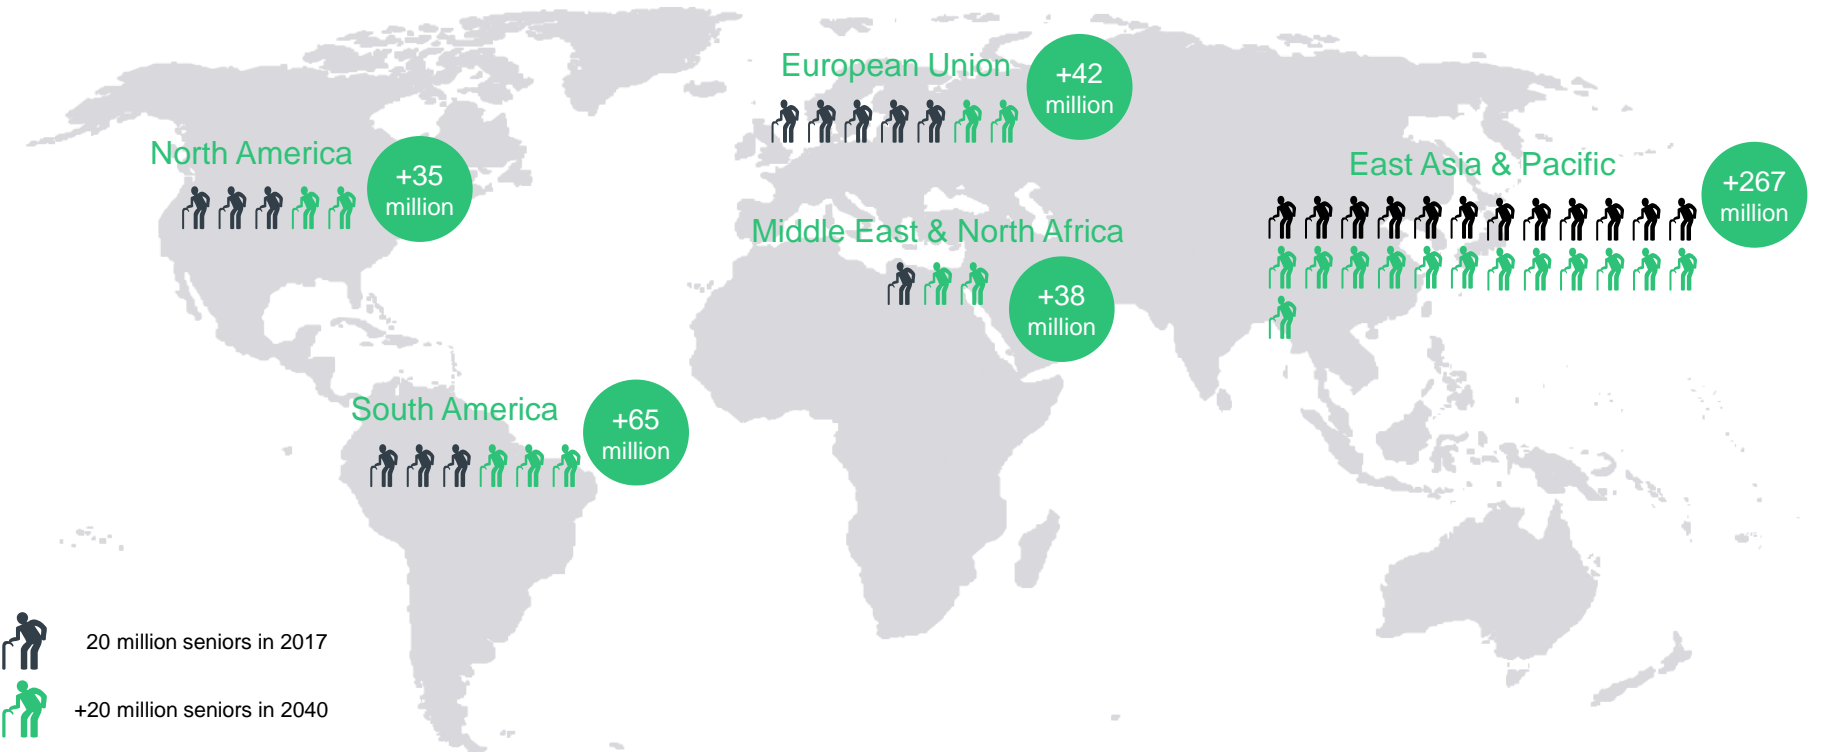 European Union
+42
million
North America
+35
million
East Asia & Pacific
+267
million
Middle East & North Africa
+38
million
South America
+65
million
20 million seniors in 2017
+20 million seniors in 2040